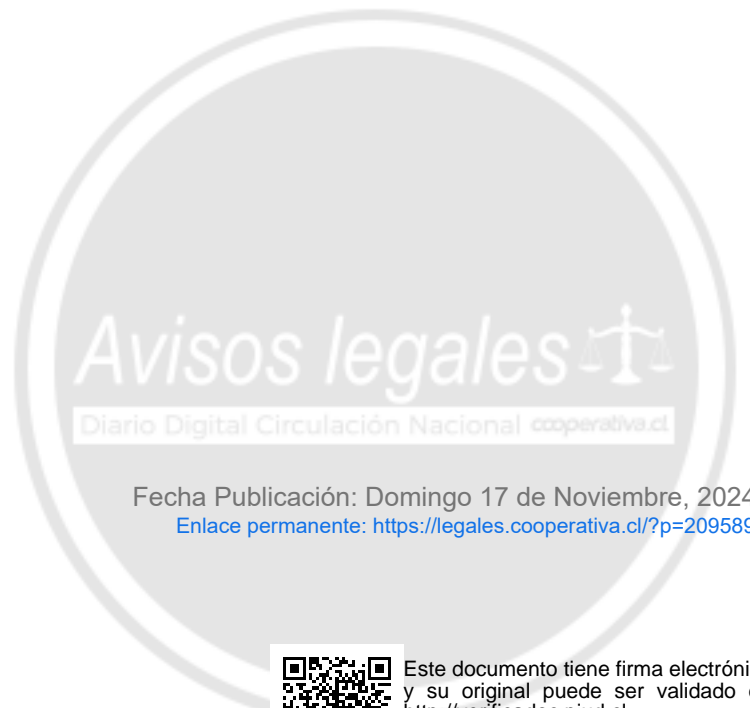 Avisos legales
Diario Digital Circulación Nacional cooperativa.cl
Fecha Publicación: Domingo 17 de Noviembre, 2024
Enlace permanente: https://legales.cooperativa.cl/?p=209589
Este documento tiene firma electróni
y su original puede ser validado